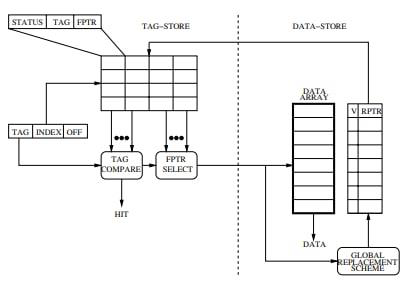 STATUS TAG FPTR
TAG-STORE
DATA-STORE
DATA
ARRAY
V RPTR
TAG INDEX OFF
TAG
COMPARE
FPTR
SELECT
HIT
DATA
GLOBAL
REPLACEMENT
SCHEME